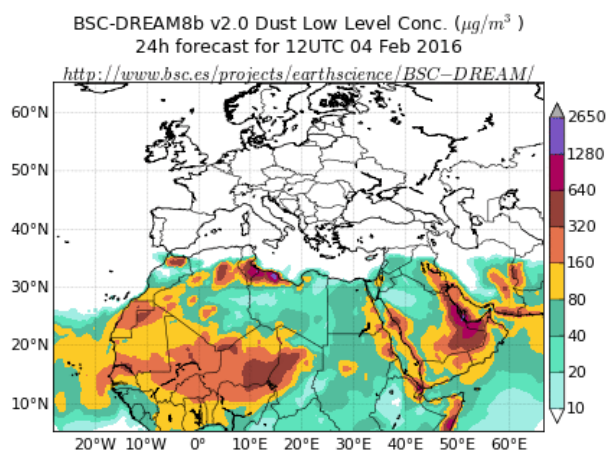 BSC-DREAM8b v2.0 Dust Low Level Conc. (μg/m³ )
24h forecast for 12UTC 04 Feb 2016
http://www.bsc.es/projects/earthscience/BSC−DREAM/
60°N
50°N
40°N
30°N
20°N
10°N
20°W 10°W 0° 10°E 20°E 30°E 40°E 50°E 60°E
2650
1280
640
320
160
80
40
20
10